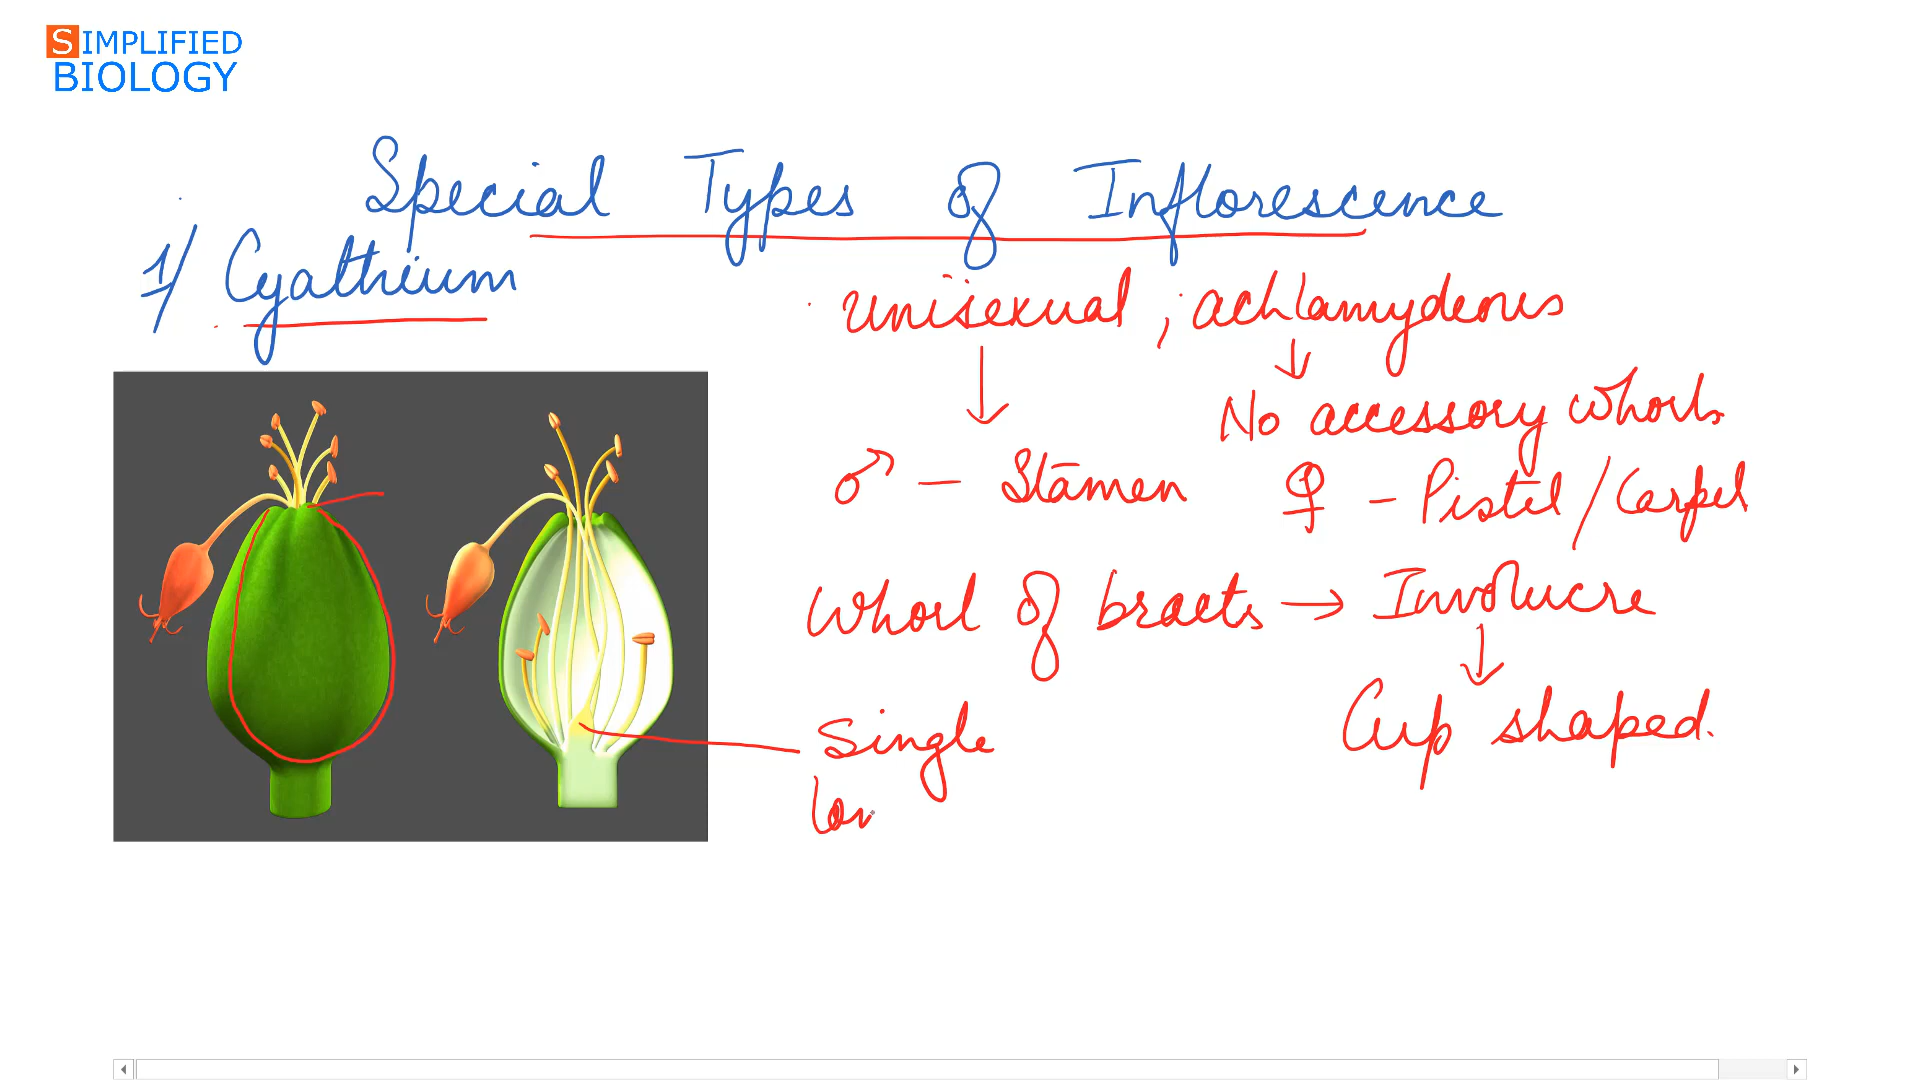 SIMPLIFIED
BIOLOGY
Special Types of Inflorescence
1/ Cyathium
unisexual ; achlamydeous
No accessory whorls
♂ – Stamen
♀ – Pistil / Carpel
Whorl of bracts → Involucre
Cup shaped.
Single